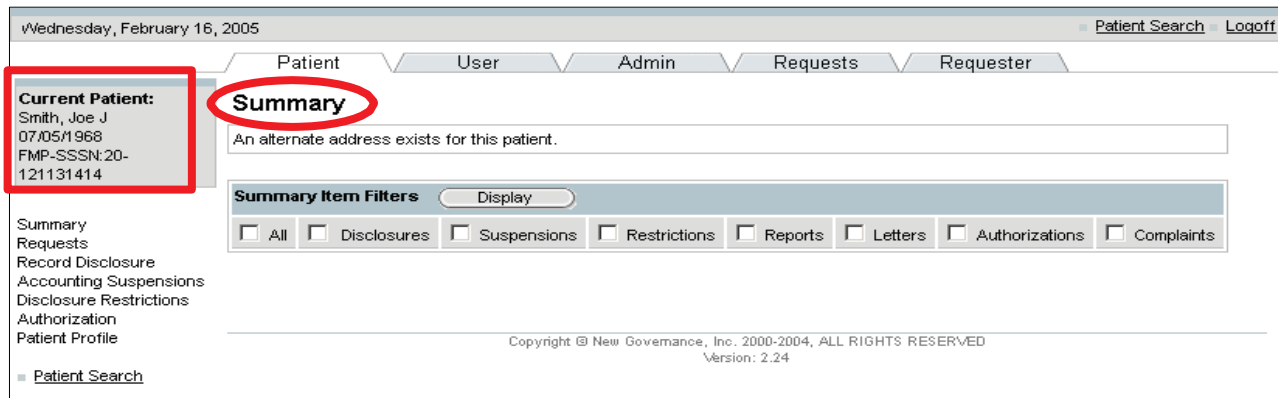 Wednesday, February 16, 2005
Patient Search Logoff
Patient User Admin Requests Requester
Current Patient:
Smith, Joe J
07/05/1968
FMP-SSSN:20-
121131414
Summary
An alternate address exists for this patient.
Summary Item Filters Display
All Disclosures Suspensions Restrictions Reports Letters Authorizations Complaints
Summary
Requests
Record Disclosure
Accounting Suspensions
Disclosure Restrictions
Authorization
Patient Profile
Patient Search
Copyright © New Governance, Inc. 2000-2004, ALL RIGHTS RESERVED
Version: 2.24